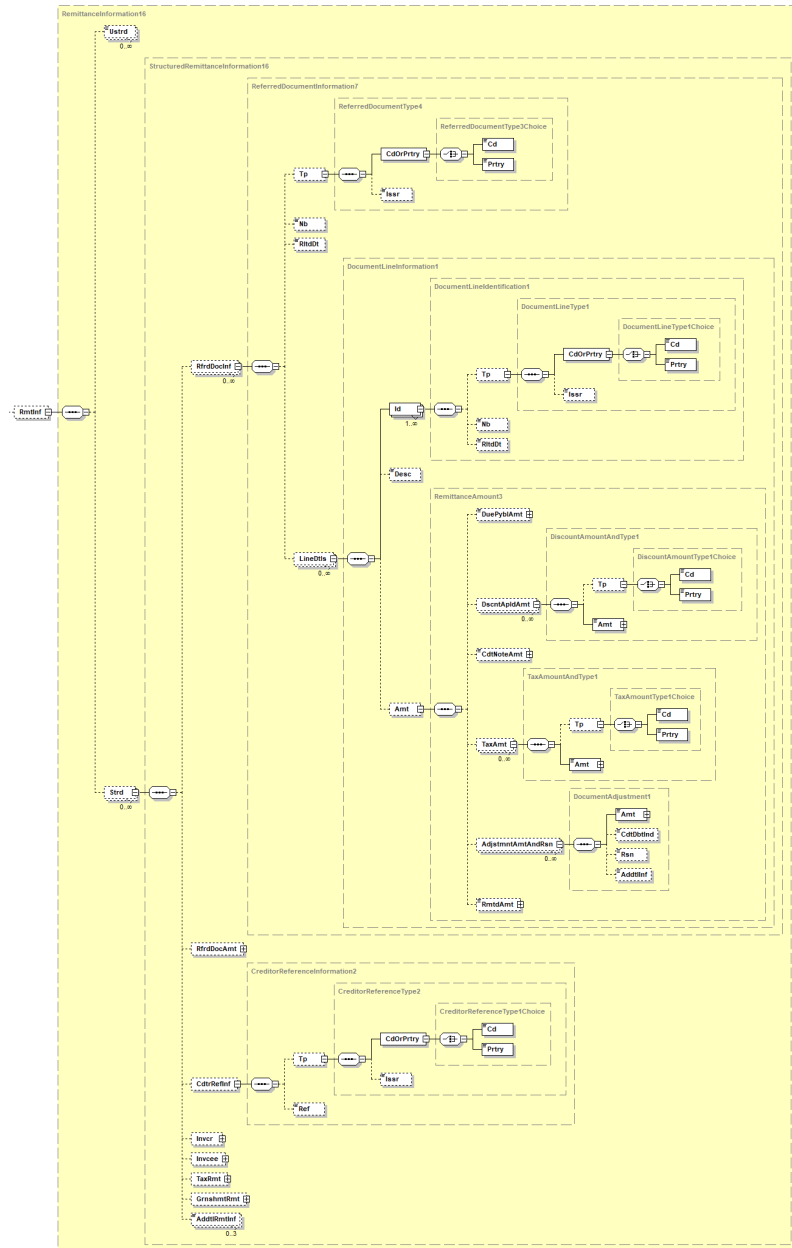 RemittanceInformation16
Ustrd
0..∞
StructuredRemittanceInformation16
ReferredDocumentInformation7
ReferredDocumentType4
ReferredDocumentType3Choice
Cd
CdOrPrtry
Prtry
Tp
Issr
Nb
RltdDt
DocumentLineInformation1
DocumentLineIdentification1
DocumentLineType1
DocumentLineType1Choice
Cd
CdOrPrtry
Prtry
RfrdDocInf
0..∞
Tp
Issr
Id
1..∞
RmtInf
Nb
RltdDt
Desc
RemittanceAmount3
DuePyblAmt
DiscountAmountAndType1
DiscountAmountType1Choice
LineDtls
0..∞
Cd
Tp
Prtry
DscntApldAmt
0..∞
Amt
CdtNoteAmt
TaxAmountAndType1
TaxAmountType1Choice
Amt
Cd
Tp
Prtry
TaxAmt
0..∞
Amt
Strd
0..∞
DocumentAdjustment1
Amt
CdtDbtInd
AdjstmntAmtAndRsn
0..∞
Rsn
AddtlInf
RmtdAmt
RfrdDocAmt
CreditorReferenceInformation2
CreditorReferenceType2
CreditorReferenceType1Choice
Cd
CdOrPrtry
Prtry
Tp
Issr
CdtrRefInf
Ref
Invcr
Invcee
TaxRmt
GrnshmtRmt
AddtlRmtInf
0..3